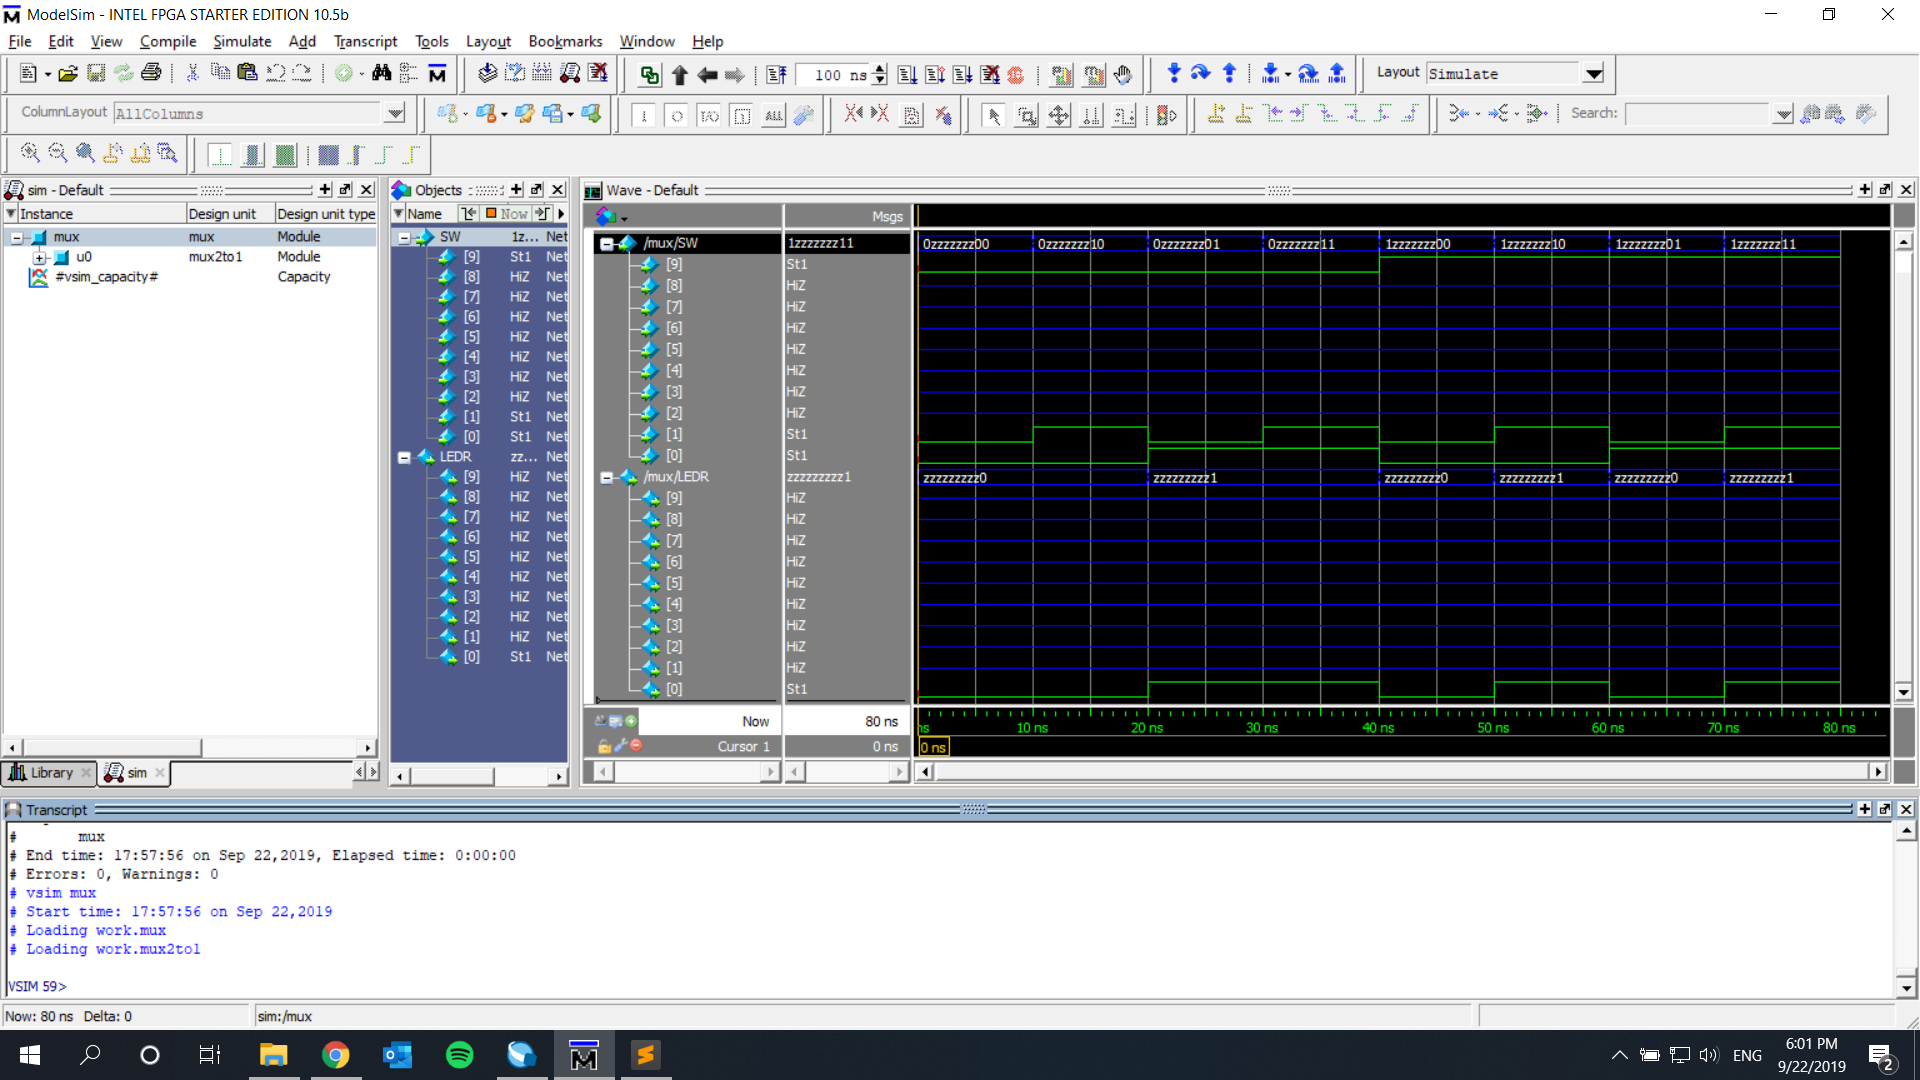 ModelSim - INTEL FPGA STARTER EDITION 10.5b
File Edit View Compile Simulate Add Transcript Tools Layout Bookmarks Window Help
100 ns
Layout Simulate
ColumnLayout AllColumns
Search:
sim - Default
Instance Design unit Design unit type
mux mux Module
u0 mux2to1 Module
#vsim_capacity# Capacity
Library sim
Objects
Name Now
SW 1z... Net
[9] St1 Net
[8] HiZ Net
[7] HiZ Net
[6] HiZ Net
[5] HiZ Net
[4] HiZ Net
[3] HiZ Net
[2] HiZ Net
[1] St1 Net
[0] St1 Net
LEDR zz... Net
[9] HiZ Net
[8] HiZ Net
[7] HiZ Net
[6] HiZ Net
[5] HiZ Net
[4] HiZ Net
[3] HiZ Net
[2] HiZ Net
[1] HiZ Net
[0] St1 Net
Wave - Default
Msgs
/mux/SW 1zzzzzzz11 0zzzzzzz00 0zzzzzzz10 0zzzzzzz01 0zzzzzzz11 1zzzzzzz00 1zzzzzzz10 1zzzzzzz01 1zzzzzzz11
[9] St1
[8] HiZ
[7] HiZ
[6] HiZ
[5] HiZ
[4] HiZ
[3] HiZ
[2] HiZ
[1] St1
[0] St1
/mux/LEDR zzzzzzzzz1 zzzzzzzzz0 zzzzzzzzz1 zzzzzzzzz0 zzzzzzzzz1 zzzzzzzzz0 zzzzzzzzz1
[9] HiZ
[8] HiZ
[7] HiZ
[6] HiZ
[5] HiZ
[4] HiZ
[3] HiZ
[2] HiZ
[1] HiZ
[0] St1
Now 80 ns ns 10 ns 20 ns 30 ns 40 ns 50 ns 60 ns 70 ns 80 ns
Cursor 1 0 ns 0 ns
Transcript
# mux
# End time: 17:57:56 on Sep 22,2019, Elapsed time: 0:00:00
# Errors: 0, Warnings: 0
# vsim mux
# Start time: 17:57:56 on Sep 22,2019
# Loading work.mux
# Loading work.mux2to1
VSIM 59>
Now: 80 ns Delta: 0 sim:/mux
ENG
6:01 PM
9/22/2019
2